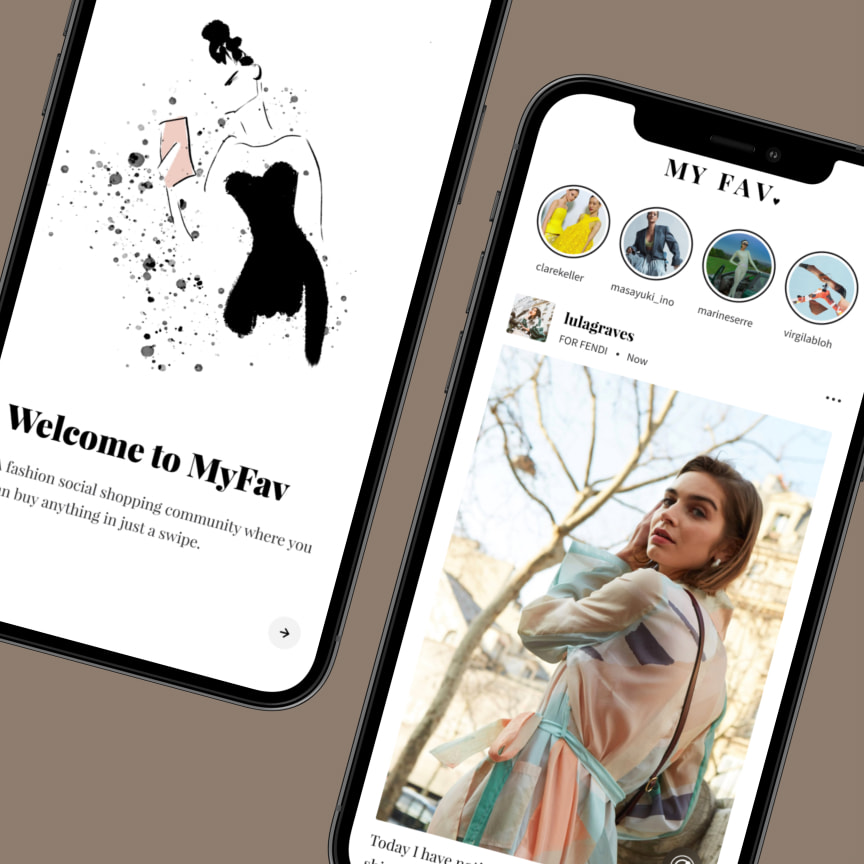 Welcome to MyFav
fashion social shopping community where you
buy anything in just a swipe.
MY FAV
clarekeller
masayuki_ino
marineserre
virgilabloh
lulagraves
FOR FENDI • Now
Today I have